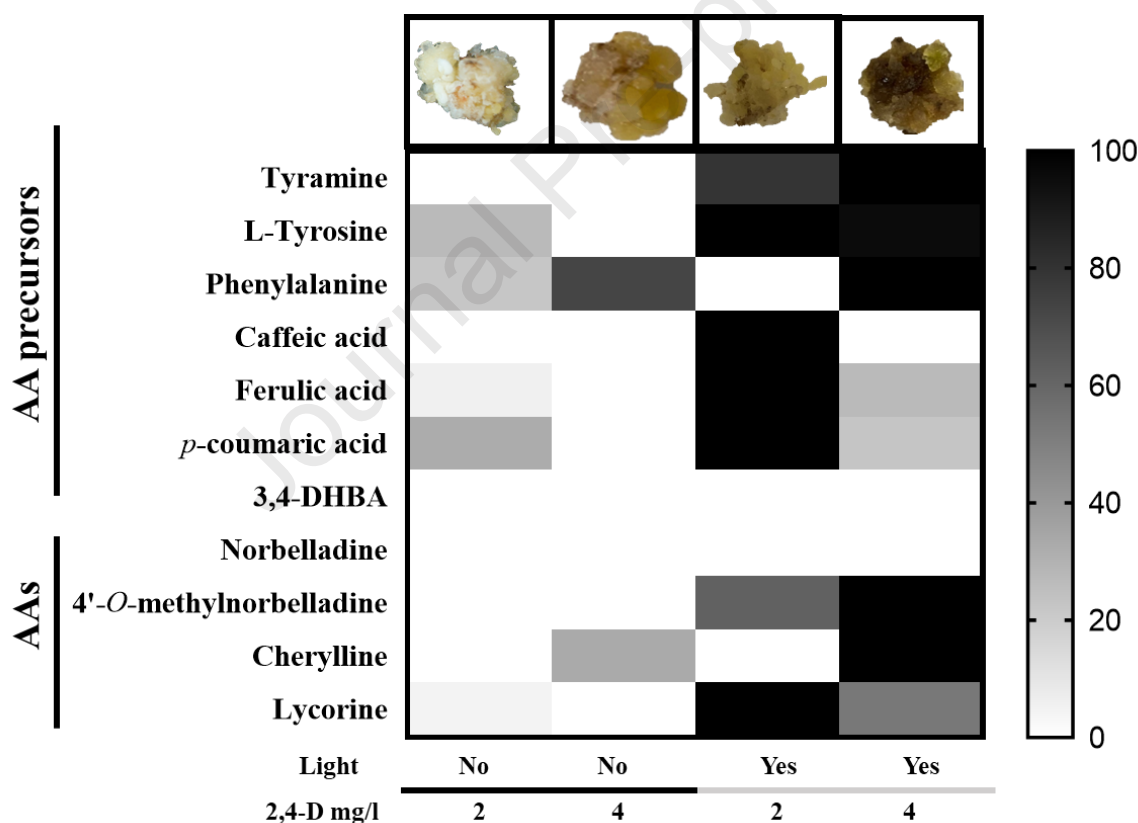 Journal Pre-pr
AA precursors
Tyramine
L-Tyrosine
Phenylalanine
Caffeic acid
Ferulic acid
p-coumaric acid
3,4-DHBA
AAs
Norbelladine
4'-O-methylnorbelladine
Cherylline
Lycorine
100
80
60
40
20
0
Light No No Yes Yes
2,4-D mg/l 2 4 2 4